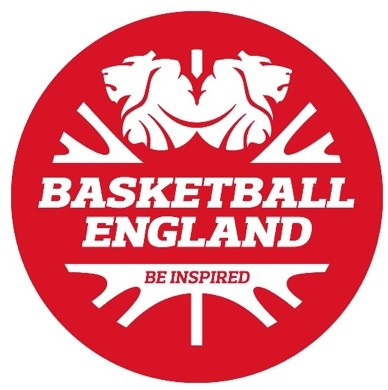 BASKETBALL
ENGLAND
BE INSPIRED